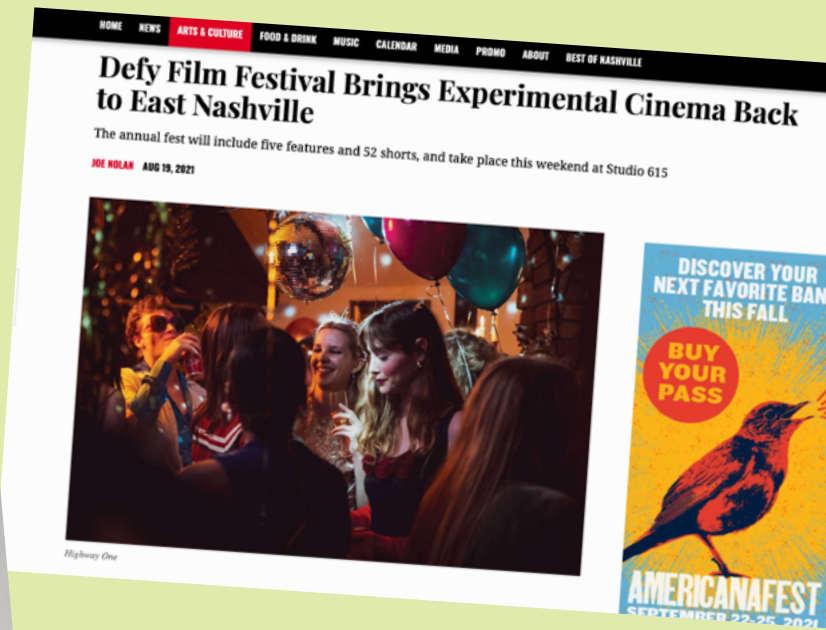 HOME NEWS ARTS & CULTURE FOOD & DRINK MUSIC CALENDAR MEDIA PROMO ABOUT BEST OF NASHVILLE
Defy Film Festival Brings Experimental Cinema Back
to East Nashville
The annual fest will include five features and 52 shorts, and take place this weekend at Studio 615
JOE NOLAN AUG 19, 2021
Highway One
DISCOVER YOUR
NEXT FAVORITE BAN
THIS FALL
BUY
YOUR
PASS
AMERICANAFEST
SEPTEMBER 22-25, 2021